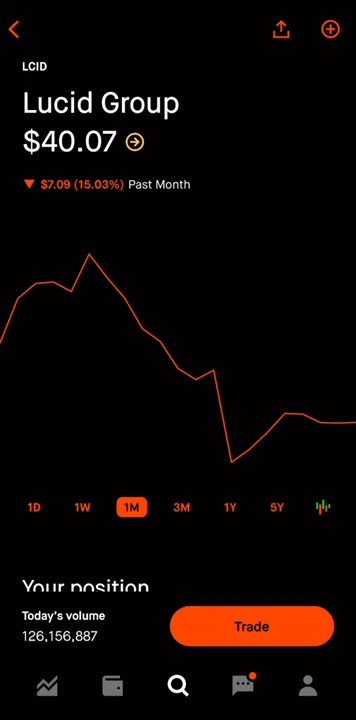 LCID
Lucid Group
$40.07
▼ $7.09 (15.03%) Past Month
1D 1W 1M 3M 1Y 5Y
Your position
Today's volume
126,156,887
Trade